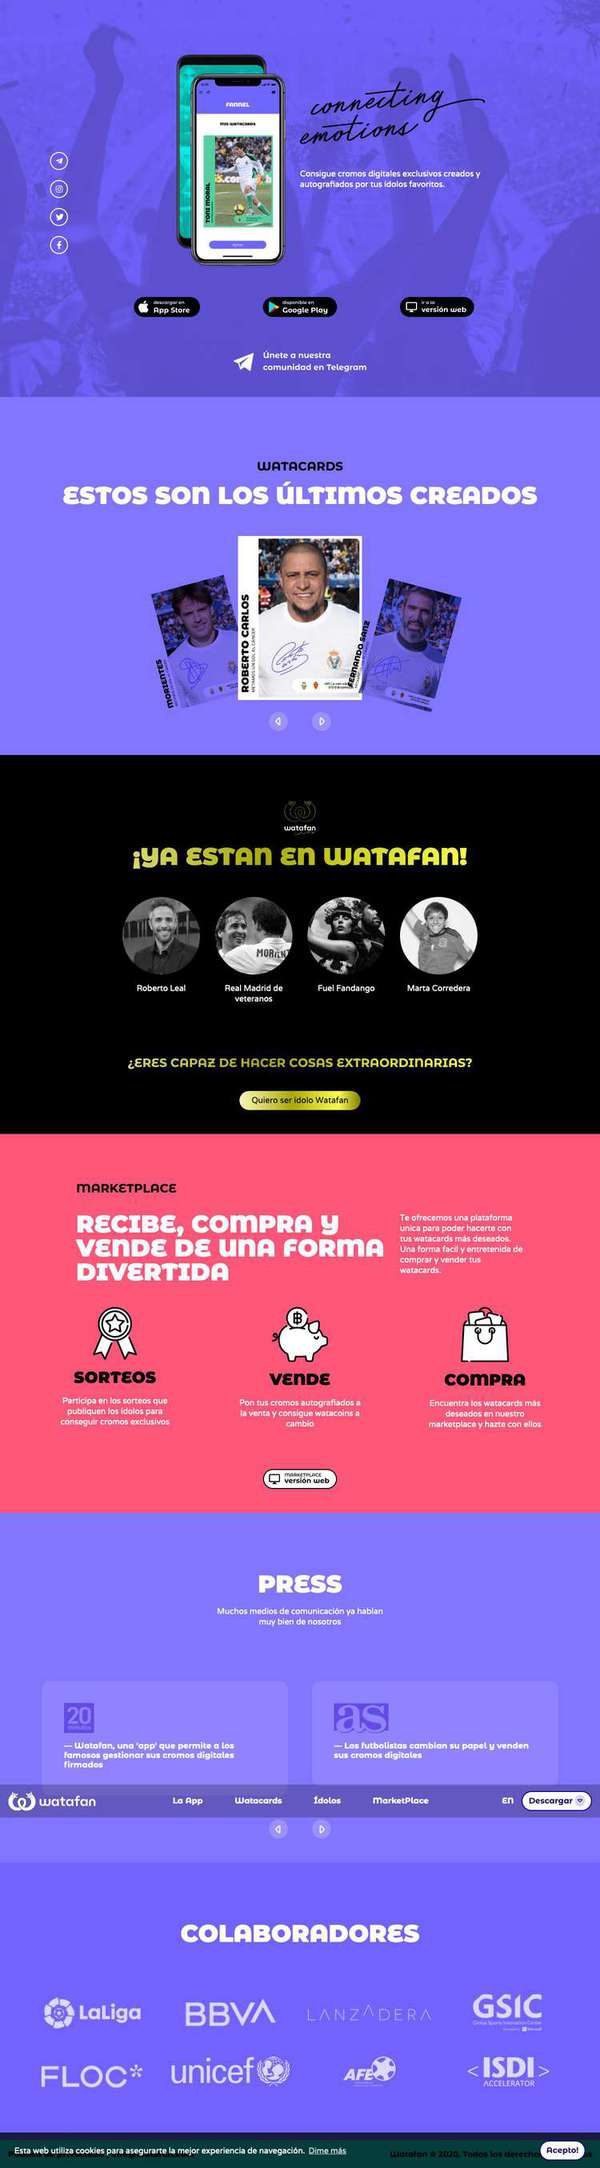 FANNEL
MIS WATACARDS
TONI MORAL
connecting
emotions
Consigue cromos digitales exclusivos creados y
autografiados por tus ídolos favoritos.
descargar en
App Store
disponible en
Google Play
ir a la
versión web
Únete a nuestra
comunidad en Telegram
WATACARDS
ESTOS SON LOS ÚLTIMOS CREADOS
MORIENTES
ROBERTO CARLOS
FERNANDO SANZ
watafan
¡YA ESTAN EN WATAFAN!
Roberto Leal
Real Madrid de
veteranos
Fuel Fandango
Marta Corredera
¿ERES CAPAZ DE HACER COSAS EXTRAORDINARIAS?
Quiero ser ídolo Watafan
MARKETPLACE
RECIBE, COMPRA Y
VENDE DE UNA FORMA
DIVERTIDA
Te ofrecemos una plataforma
unica para poder hacerte con
tus watacards más deseados.
Una forma facil y entretenida de
comprar y vender tus
watacards.
SORTEOS
Participa en los sorteos que
publiquen los ídolos para
conseguir cromos exclusivos
VENDE
Pon tus cromos autografiados a
la venta y consigue watacoins a
cambio
COMPRA
Encuentra los watacards más
deseados en nuestro
marketplace y hazte con ellos
MARKETPLACE
versión web
PRESS
Muchos medios de comunicación ya hablan
muy bien de nosotros
20
minutos
— Watafan, una 'app' que permite a los
famosos gestionar sus cromos digitales
firmados
as
— Los futbolistas cambian su papel y venden
sus cromos digitales
watafan
La App
Watacards
Ídolos
MarketPlace
EN
Descargar
COLABORADORES
LaLiga
BBVA
LANZADERA
GSIC
Global Sports Innovation Center
FLOC*
unicef
AFE
<ISDI>
ACCELERATOR
Esta web utiliza cookies para asegurarte la mejor experiencia de navegación. Dime más
Acepto!
Watafan © 2020. Todos los derechos